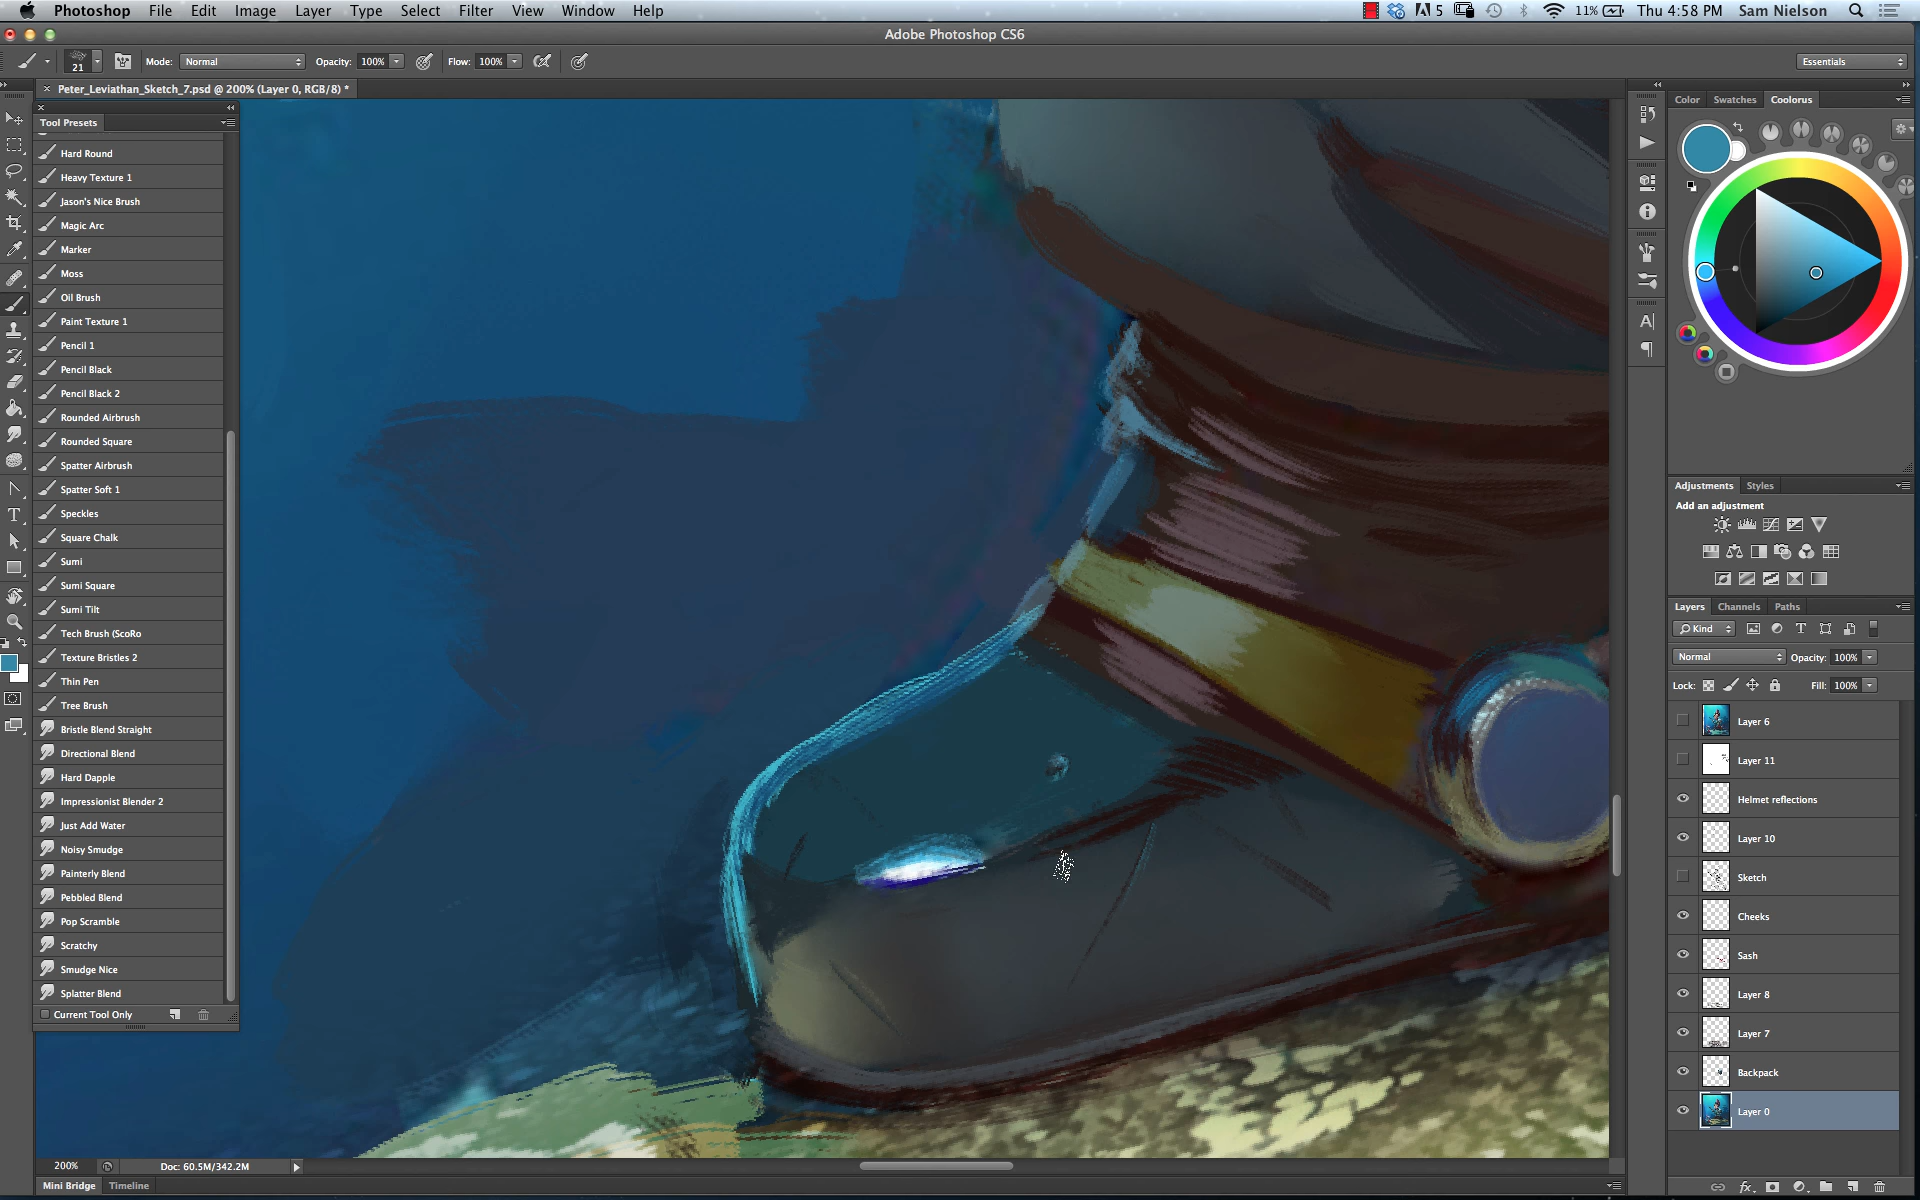 Photoshop File Edit Image Layer Type Select Filter View Window Help 5 11% Thu 4:58 PM Sam Nielson
Adobe Photoshop CS6
21 Mode: Normal Opacity: 100% Flow: 100% Essentials
Peter_Leviathan_Sketch_7.psd @ 200% (Layer 0, RGB/8) *
Tool Presets
Hard Round
Heavy Texture 1
Jason's Nice Brush
Magic Arc
Marker
Moss
Oil Brush
Paint Texture 1
Pencil 1
Pencil Black
Pencil Black 2
Rounded Airbrush
Rounded Square
Spatter Airbrush
Spatter Soft 1
Speckles
Square Chalk
Sumi
Sumi Square
Sumi Tilt
Tech Brush (ScoRo
Texture Bristles 2
Thin Pen
Tree Brush
Bristle Blend Straight
Directional Blend
Hard Dapple
Impressionist Blender 2
Just Add Water
Noisy Smudge
Painterly Blend
Pebbled Blend
Pop Scramble
Scratchy
Smudge Nice
Splatter Blend
Current Tool Only
200% Doc: 60.5M/342.2M
Mini Bridge Timeline
Color Swatches Coolorus
Adjustments Styles
Add an adjustment
Layers Channels Paths
Kind
Normal Opacity: 100%
Lock: Fill: 100%
Layer 6
Layer 11
Helmet reflections
Layer 10
Sketch
Cheeks
Sash
Layer 8
Layer 7
Backpack
Layer 0